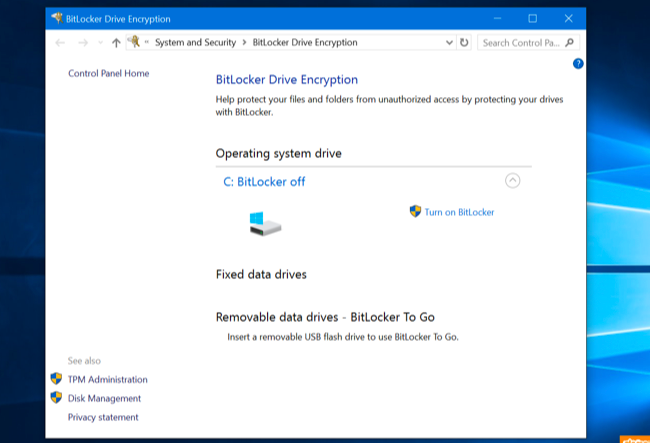 BitLocker Drive Encryption
System and Security > BitLocker Drive Encryption
Search Control Pa...
?
Control Panel Home
BitLocker Drive Encryption
Help protect your files and folders from unauthorized access by protecting your drives
with BitLocker.
Operating system drive
C: BitLocker off
Turn on BitLocker
Fixed data drives
Removable data drives - BitLocker To Go
Insert a removable USB flash drive to use BitLocker To Go.
See also
TPM Administration
Disk Management
Privacy statement